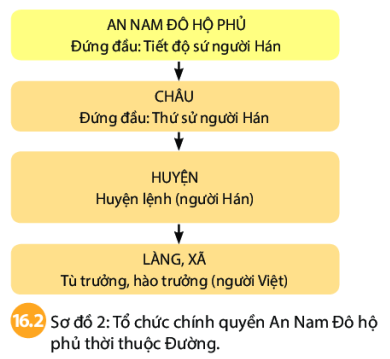 AN NAM ĐÔ HỘ PHỦ
Đứng đầu: Tiết độ sứ người Hán
CHÂU
Đứng đầu: Thứ sử người Hán
HUYỆN
Huyện lệnh (người Hán)
LÀNG, XÃ
Tù trưởng, hào trưởng (người Việt)
16.2 Sơ đồ 2: Tổ chức chính quyền An Nam Đô hộ
phủ thời thuộc Đường.